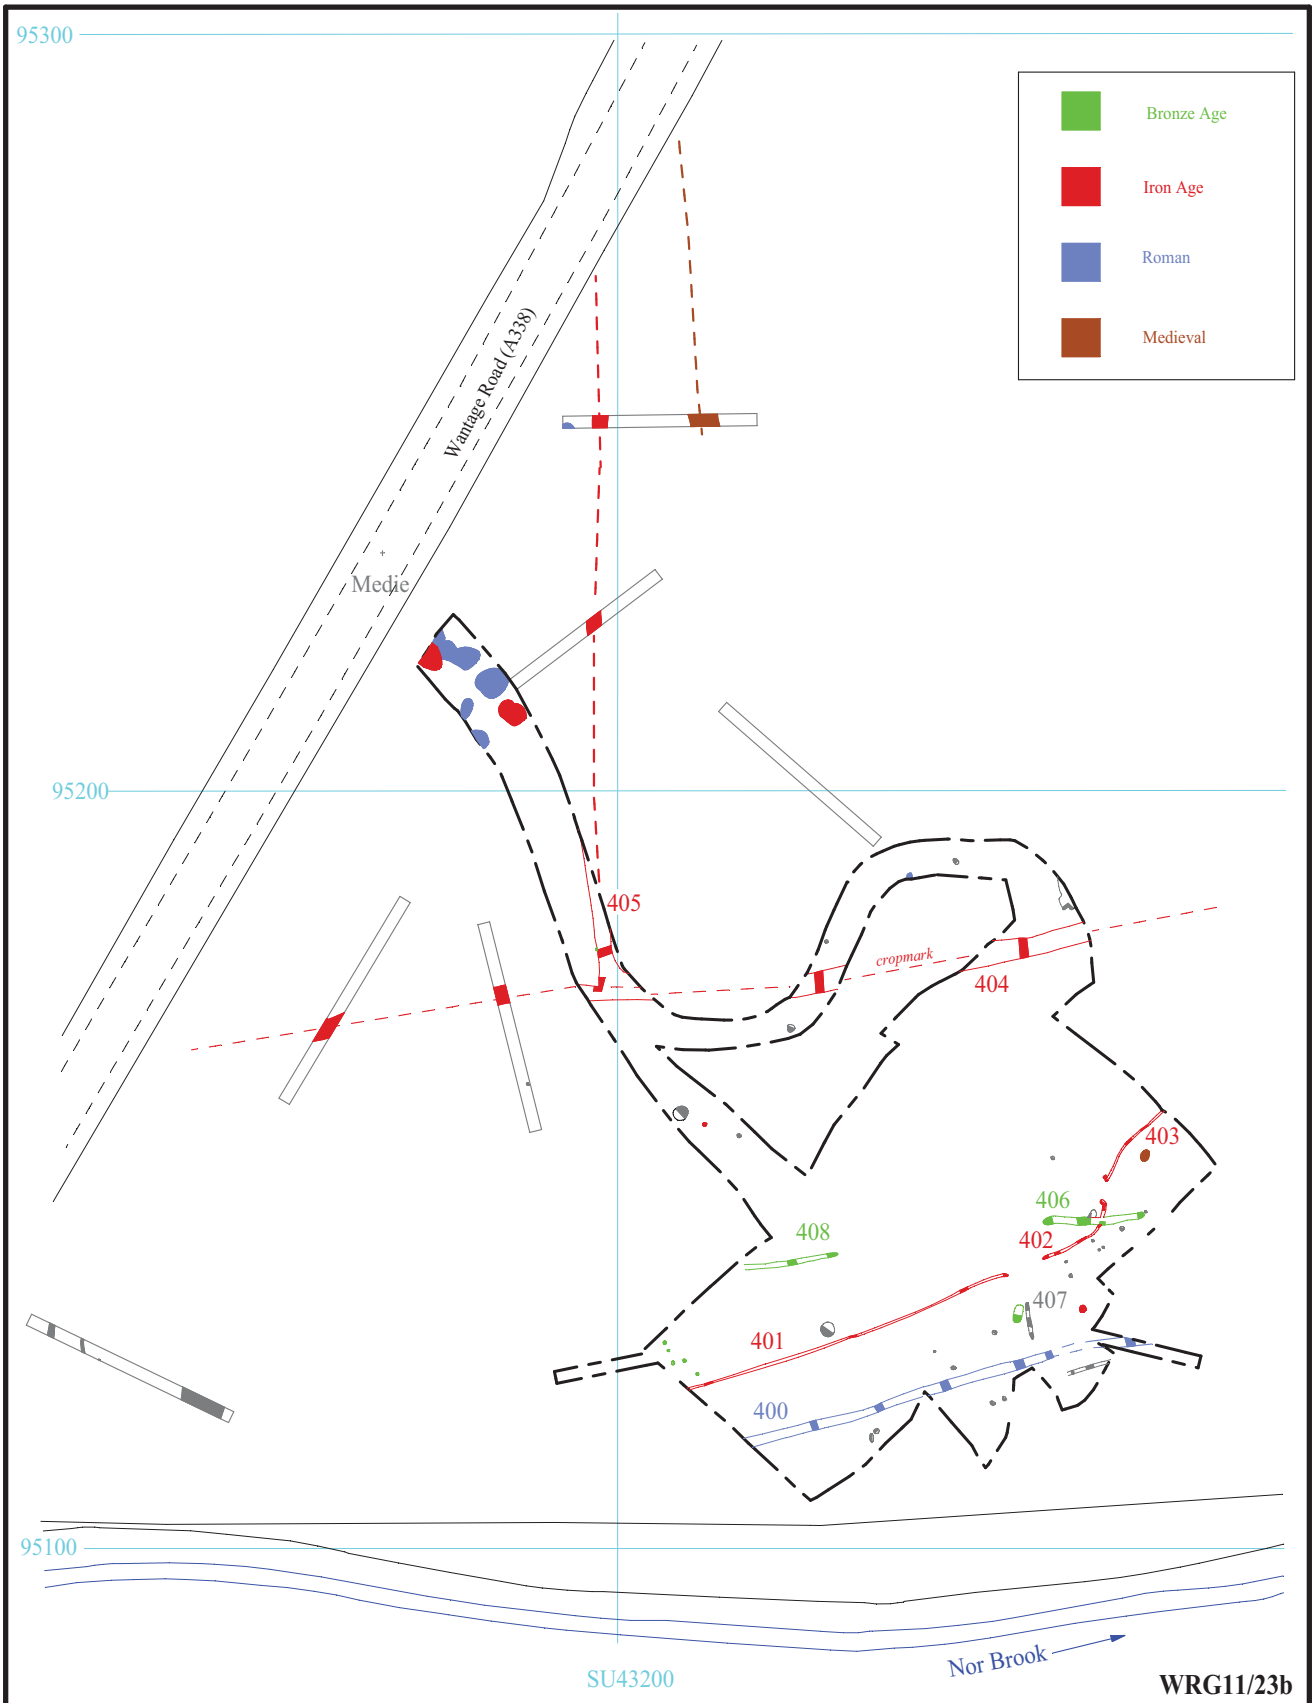 95300
Bronze Age
Iron Age
Roman
Medieval
Wantage Road (A338)
Medie
95200
405
cropmark
404
403
406
408
402
407
401
400
95100
Nor Brook
SU43200
WRG11/23b